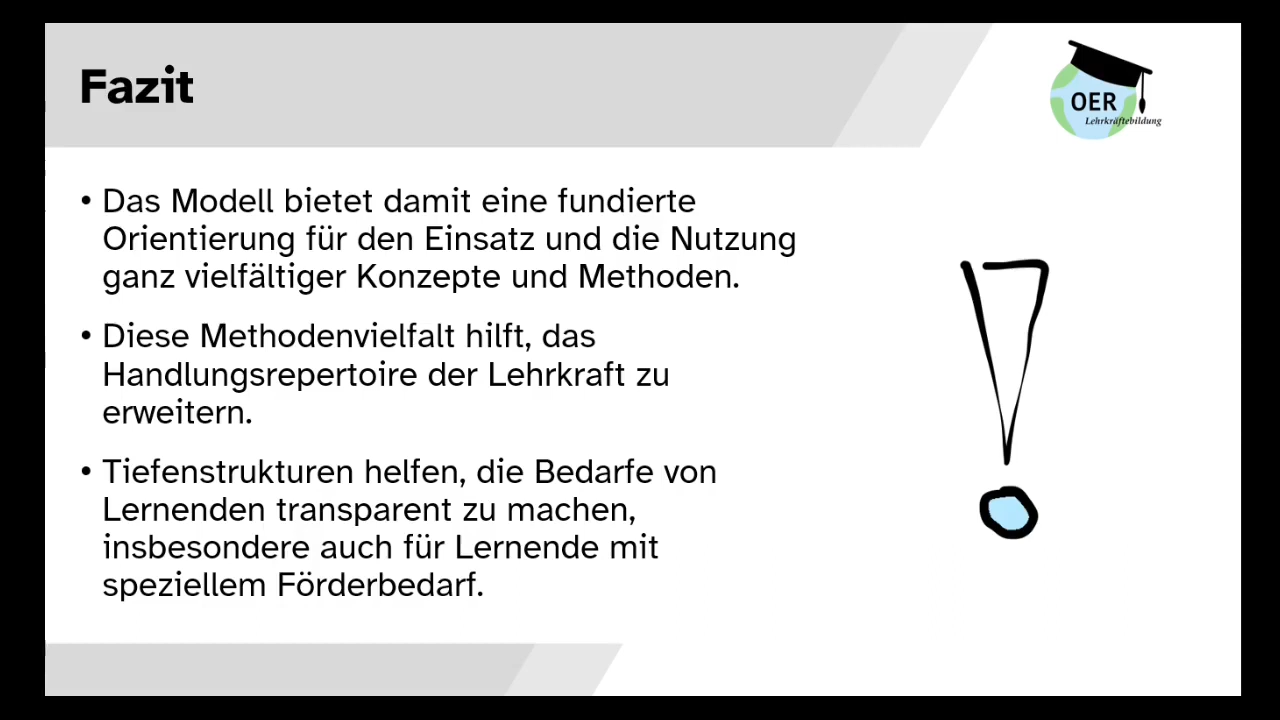 Fazit
OER
Lehrkräftebildung
• Das Modell bietet damit eine fundierte
Orientierung für den Einsatz und die Nutzung
ganz vielfältiger Konzepte und Methoden.
• Diese Methodenvielfalt hilft, das
Handlungsrepertoire der Lehrkraft zu
erweitern.
• Tiefenstrukturen helfen, die Bedarfe von
Lernenden transparent zu machen,
insbesondere auch für Lernende mit
speziellem Förderbedarf.